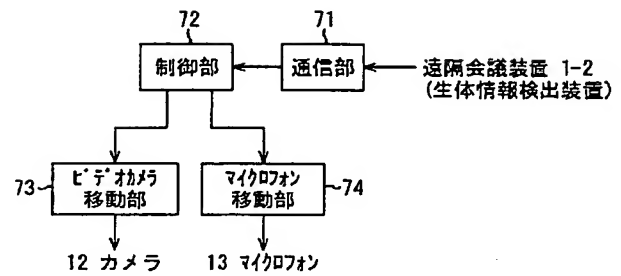 72
71
制御部
通信部
遠隔会議装置 1-2
(生体情報検出装置)
73
ビデオカメラ
移動部
マイクロフォン
移動部
74
12 カメラ
13 マイクロフォン